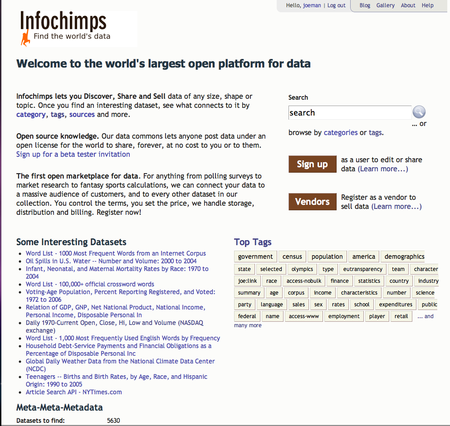 Hello, joeman | Log out Blog Gallery About Help
Infochimps
Find the world's data
Welcome to the world's largest open platform for data
Infochimps lets you Discover, Share and Sell data of any size, shape or
topic. Once you find an interesting dataset, see what connects to it by
category, tags, sources and more.
Open source knowledge. Our data commons lets anyone post data under an
open license for the world to share, forever, at no cost to you or to them.
Sign up for a beta tester invitation
The first open marketplace for data. For anything from polling surveys to
market research to fantasy sports calculations, we can connect your data to
a massive audience of customers, and to every other dataset in our
collection. You control the terms, you set the price, we handle storage,
distribution and billing. Register now!
Search
search
... or
browse by categories or tags.
Sign up
as a user to edit or share
data (Learn more...)
Vendors
Register as a vendor to
sell data (Learn more...)
Some Interesting Datasets
Word List - 1000 Most Frequent Words from an Internet Corpus
Oil Spills in U.S. Water -- Number and Volume: 2000 to 2004
Infant, Neonatal, and Maternal Mortality Rates by Race: 1970 to
2004
Word List - 100,000+ official crossword words
Voting-Age Population, Percent Reporting Registered, and Voted:
1972 to 2006
Relation of GDP, GNP, Net National Product, National Income,
Personal Income, Disposable Personal In
Daily 1970-Current Open, Close, Hi, Low and Volume (NASDAQ
exchange)
Word List - 1,000 Most Frequently Used English Words by Frequency
Household Debt-Service Payments and Financial Obligations as a
Percentage of Disposable Personal Inc
Global Daily Weather Data from the National Climate Data Center
(NCDC)
Teenagers -- Births and Birth Rates, by Age, Race, and Hispanic
Origin: 1990 to 2005
Article Search API - NYTimes.com
Top Tags
government census population america demographics
state selected olympics type eutransparency team character
joe:link race access-nobulk finance statistics country industry
summary age corpus income characteristics number science
party language sales sex rates school expenditures public
federal name access-www employment player retail ... and
many more
Meta-Meta-Metadata
Datasets to find: 5630